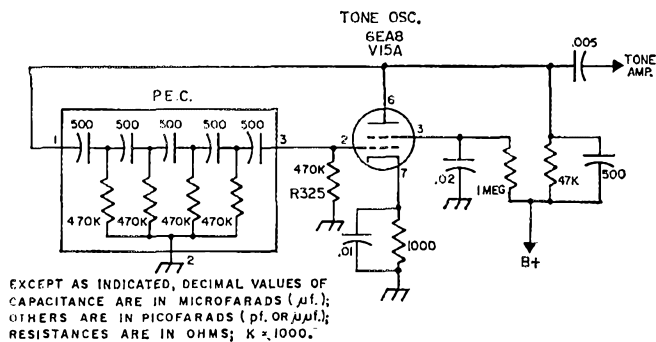 TONE OSC.
6EA8
V15A
.005
TONE
AMP.
P.E.C.
6
500 500 500 500 500
1
3
2
3
7
470K
R325
470K 470K 470K 470K
2
.02
1 MEG
47K
500
.01
1000
B+
EXCEPT AS INDICATED, DECIMAL VALUES OF
CAPACITANCE ARE IN MICROFARADS (µf.);
OTHERS ARE IN PICOFARADS (pf. OR µµf.);
RESISTANCES ARE IN OHMS; K = 1000.